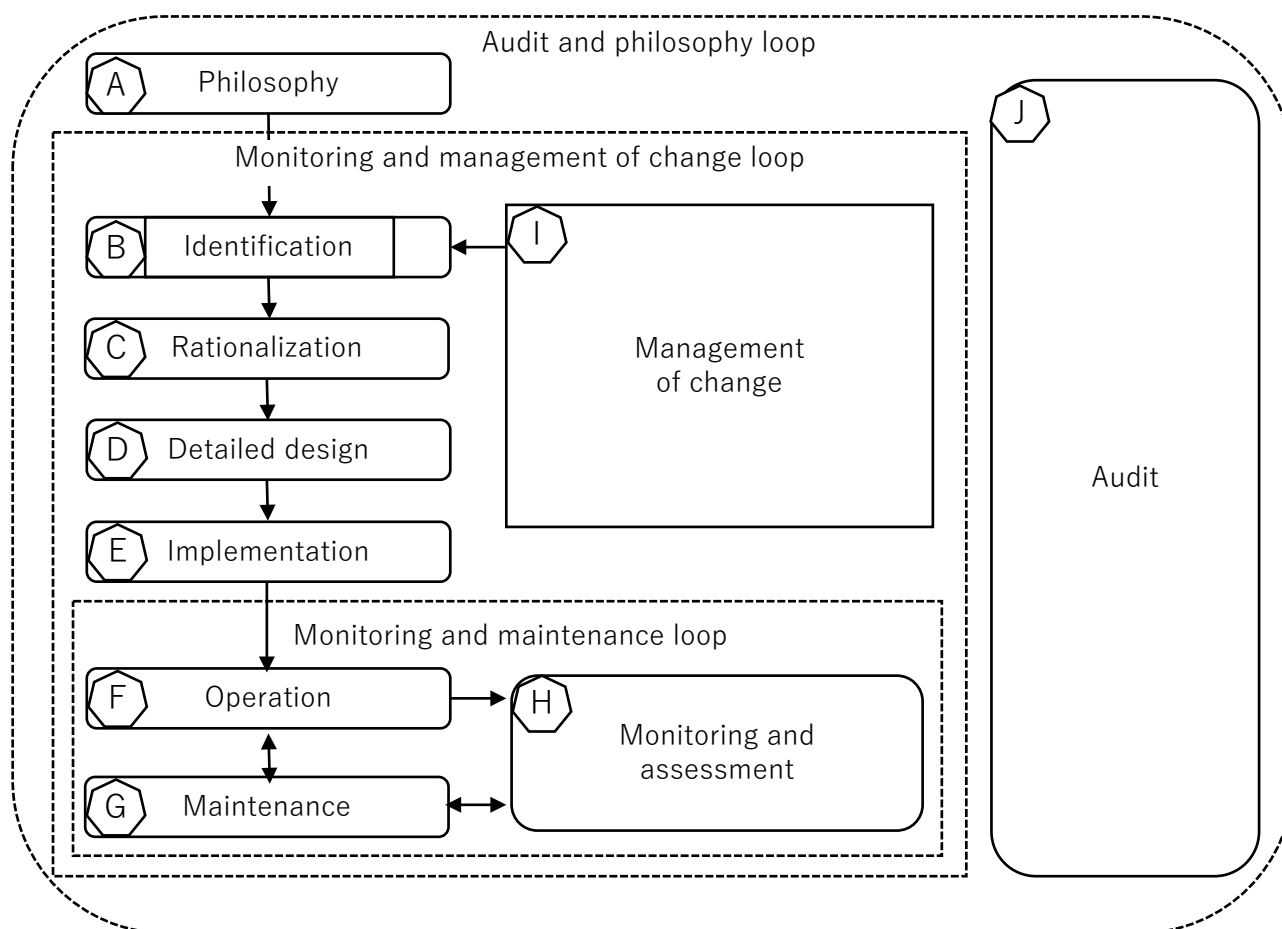 Audit and philosophy loop
A
Philosophy
J
Monitoring and management of change loop
B
Identification
I
C
Rationalization
Management
of change
D
Detailed design
Audit
E
Implementation
Monitoring and maintenance loop
F
Operation
H
Monitoring and
assessment
G
Maintenance